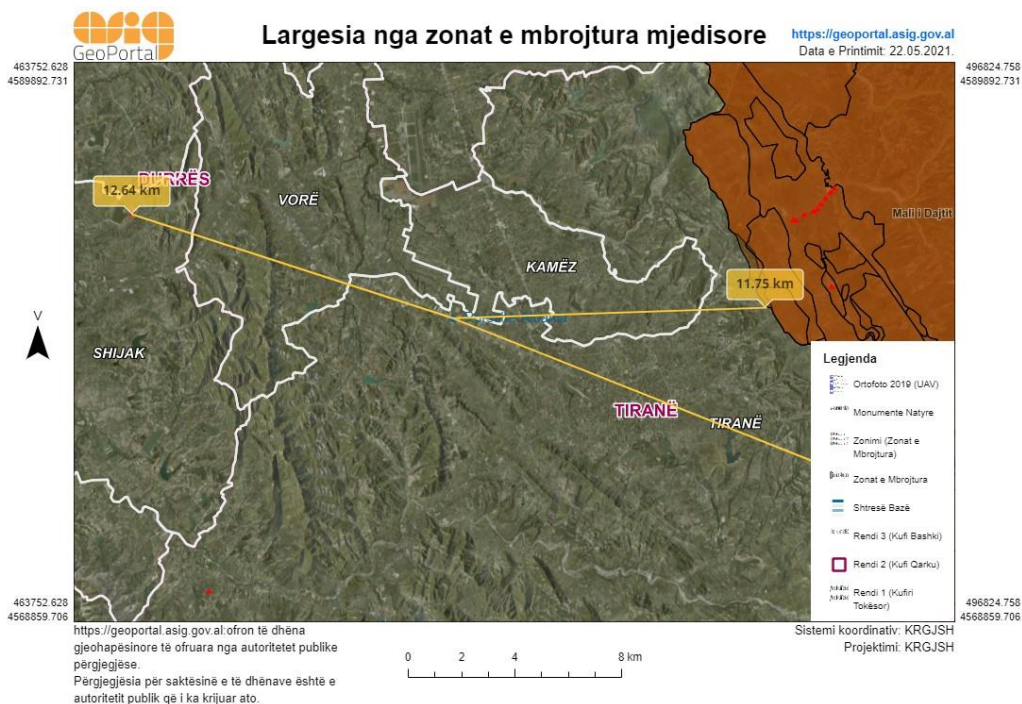 asig
GeoPortal
Largesia nga zonat e mbrojtura mjedisore
https://geoportal.asig.gov.al
Data e Printimit: 22.05.2021.
463752.628
4589892.731
496824.758
4589892.731
DURRËS
12.64 km
VORË
Mali i Dajtit
KAMËZ
11.75 km
V
SHIJAK
TIRANË
TIRANË
Legjenda
Ortofoto 2019 (UAV)
Monumente Natyre
Zonimi (Zonat e
Mbrojtura)
Zonat e Mbrojtura
Shtresë Bazë
Rendi 3 (Kufi Bashki)
Rendi 2 (Kufi Qarku)
Rendi 1 (Kufiri
Tokësor)
463752.628
4568859.706
496824.758
4568859.706
https://geoportal.asig.gov.al:ofron të dhëna
gjeohapësinore të ofruara nga autoritetet publike
përgjegjëse.
Përgjegjësia për saktësinë e të dhënave është e
autoritetit publik që i ka krijuar ato.
0 2 4 8 km
Sistemi koordinativ: KRGJSH
Projektimi: KRGJSH